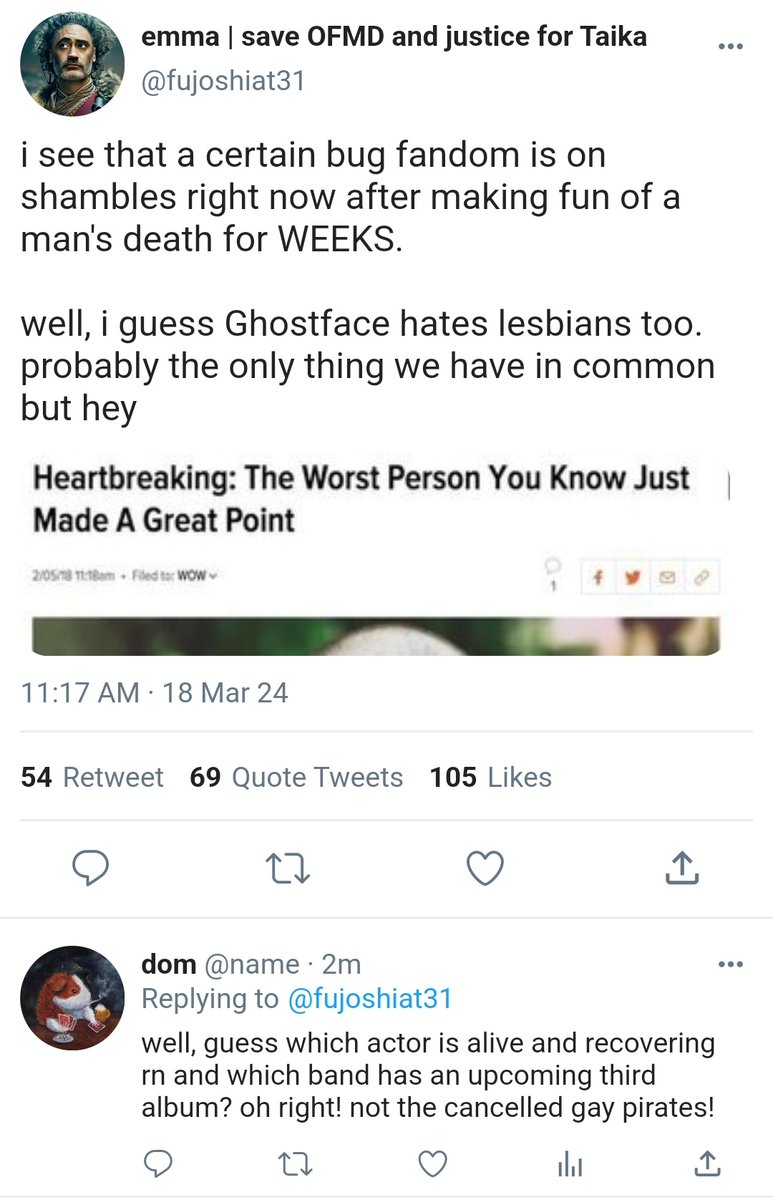 emma | save OFMD and justice for Taika
@fujoshiat31
i see that a certain bug fandom is on
shambles right now after making fun of a
man's death for WEEKS.
well, i guess Ghostface hates lesbians too.
probably the only thing we have in common
but hey
Heartbreaking: The Worst Person You Know Just
Made A Great Point
2/05/18 11:18am • Filed to: WOW
1
11:17 AM · 18 Mar 24
54 Retweet 69 Quote Tweets 105 Likes
dom @name · 2m
Replying to @fujoshiat31
well, guess which actor is alive and recovering
rn and which band has an upcoming third
album? oh right! not the cancelled gay pirates!